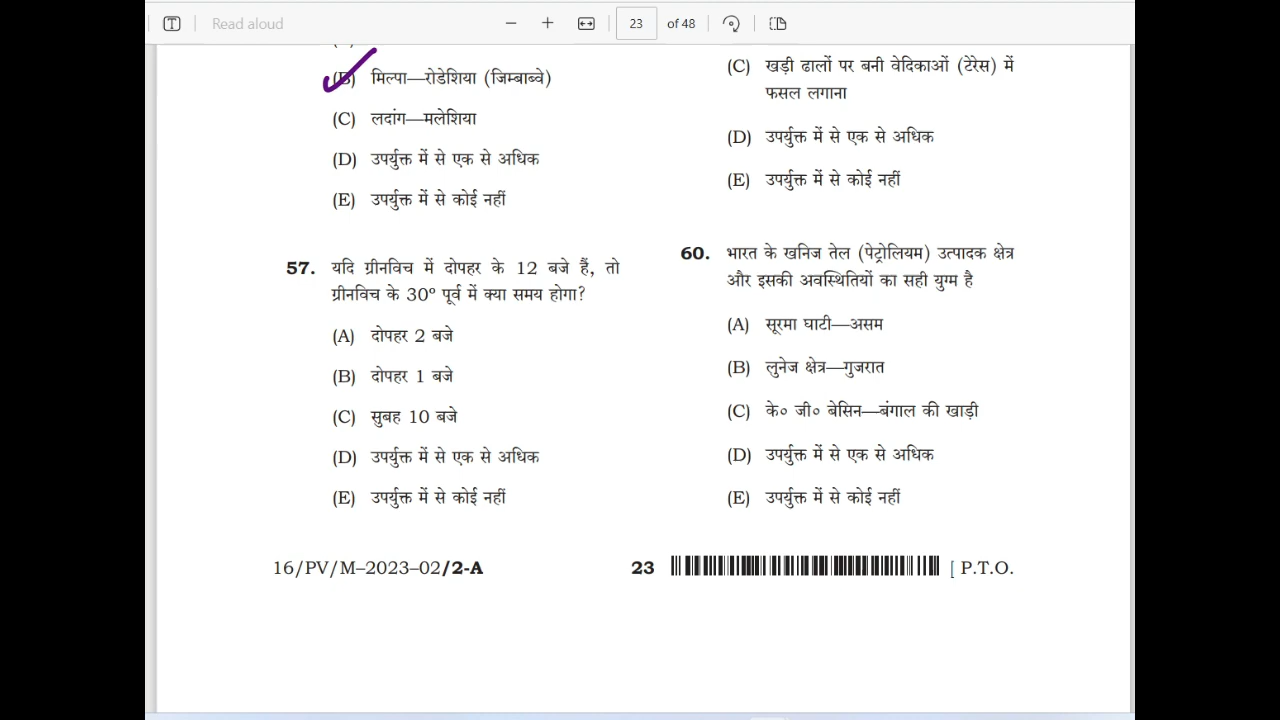 Read aloud
23 of 48
(B) मिल्पा—रोडेशिया (जिम्बाब्वे)
(C) लदांग—मलेशिया
(D) उपर्युक्त में से एक से अधिक
(E) उपर्युक्त में से कोई नहीं
57. यदि ग्रीनविच में दोपहर के 12 बजे हैं, तो
ग्रीनविच के 30° पूर्व में क्या समय होगा?
(A) दोपहर 2 बजे
(B) दोपहर 1 बजे
(C) सुबह 10 बजे
(D) उपर्युक्त में से एक से अधिक
(E) उपर्युक्त में से कोई नहीं
(C) खड़ी ढालों पर बनी वेदिकाओं (टेरेस) में
फसल लगाना
(D) उपर्युक्त में से एक से अधिक
(E) उपर्युक्त में से कोई नहीं
60. भारत के खनिज तेल (पेट्रोलियम) उत्पादक क्षेत्र
और इसकी अवस्थितियों का सही युग्म है
(A) सूरमा घाटी—असम
(B) लुनेज क्षेत्र—गुजरात
(C) के० जी० बेसिन—बंगाल की खाड़ी
(D) उपर्युक्त में से एक से अधिक
(E) उपर्युक्त में से कोई नहीं
16/PV/M–2023–02/2-A 23 [ P.T.O.